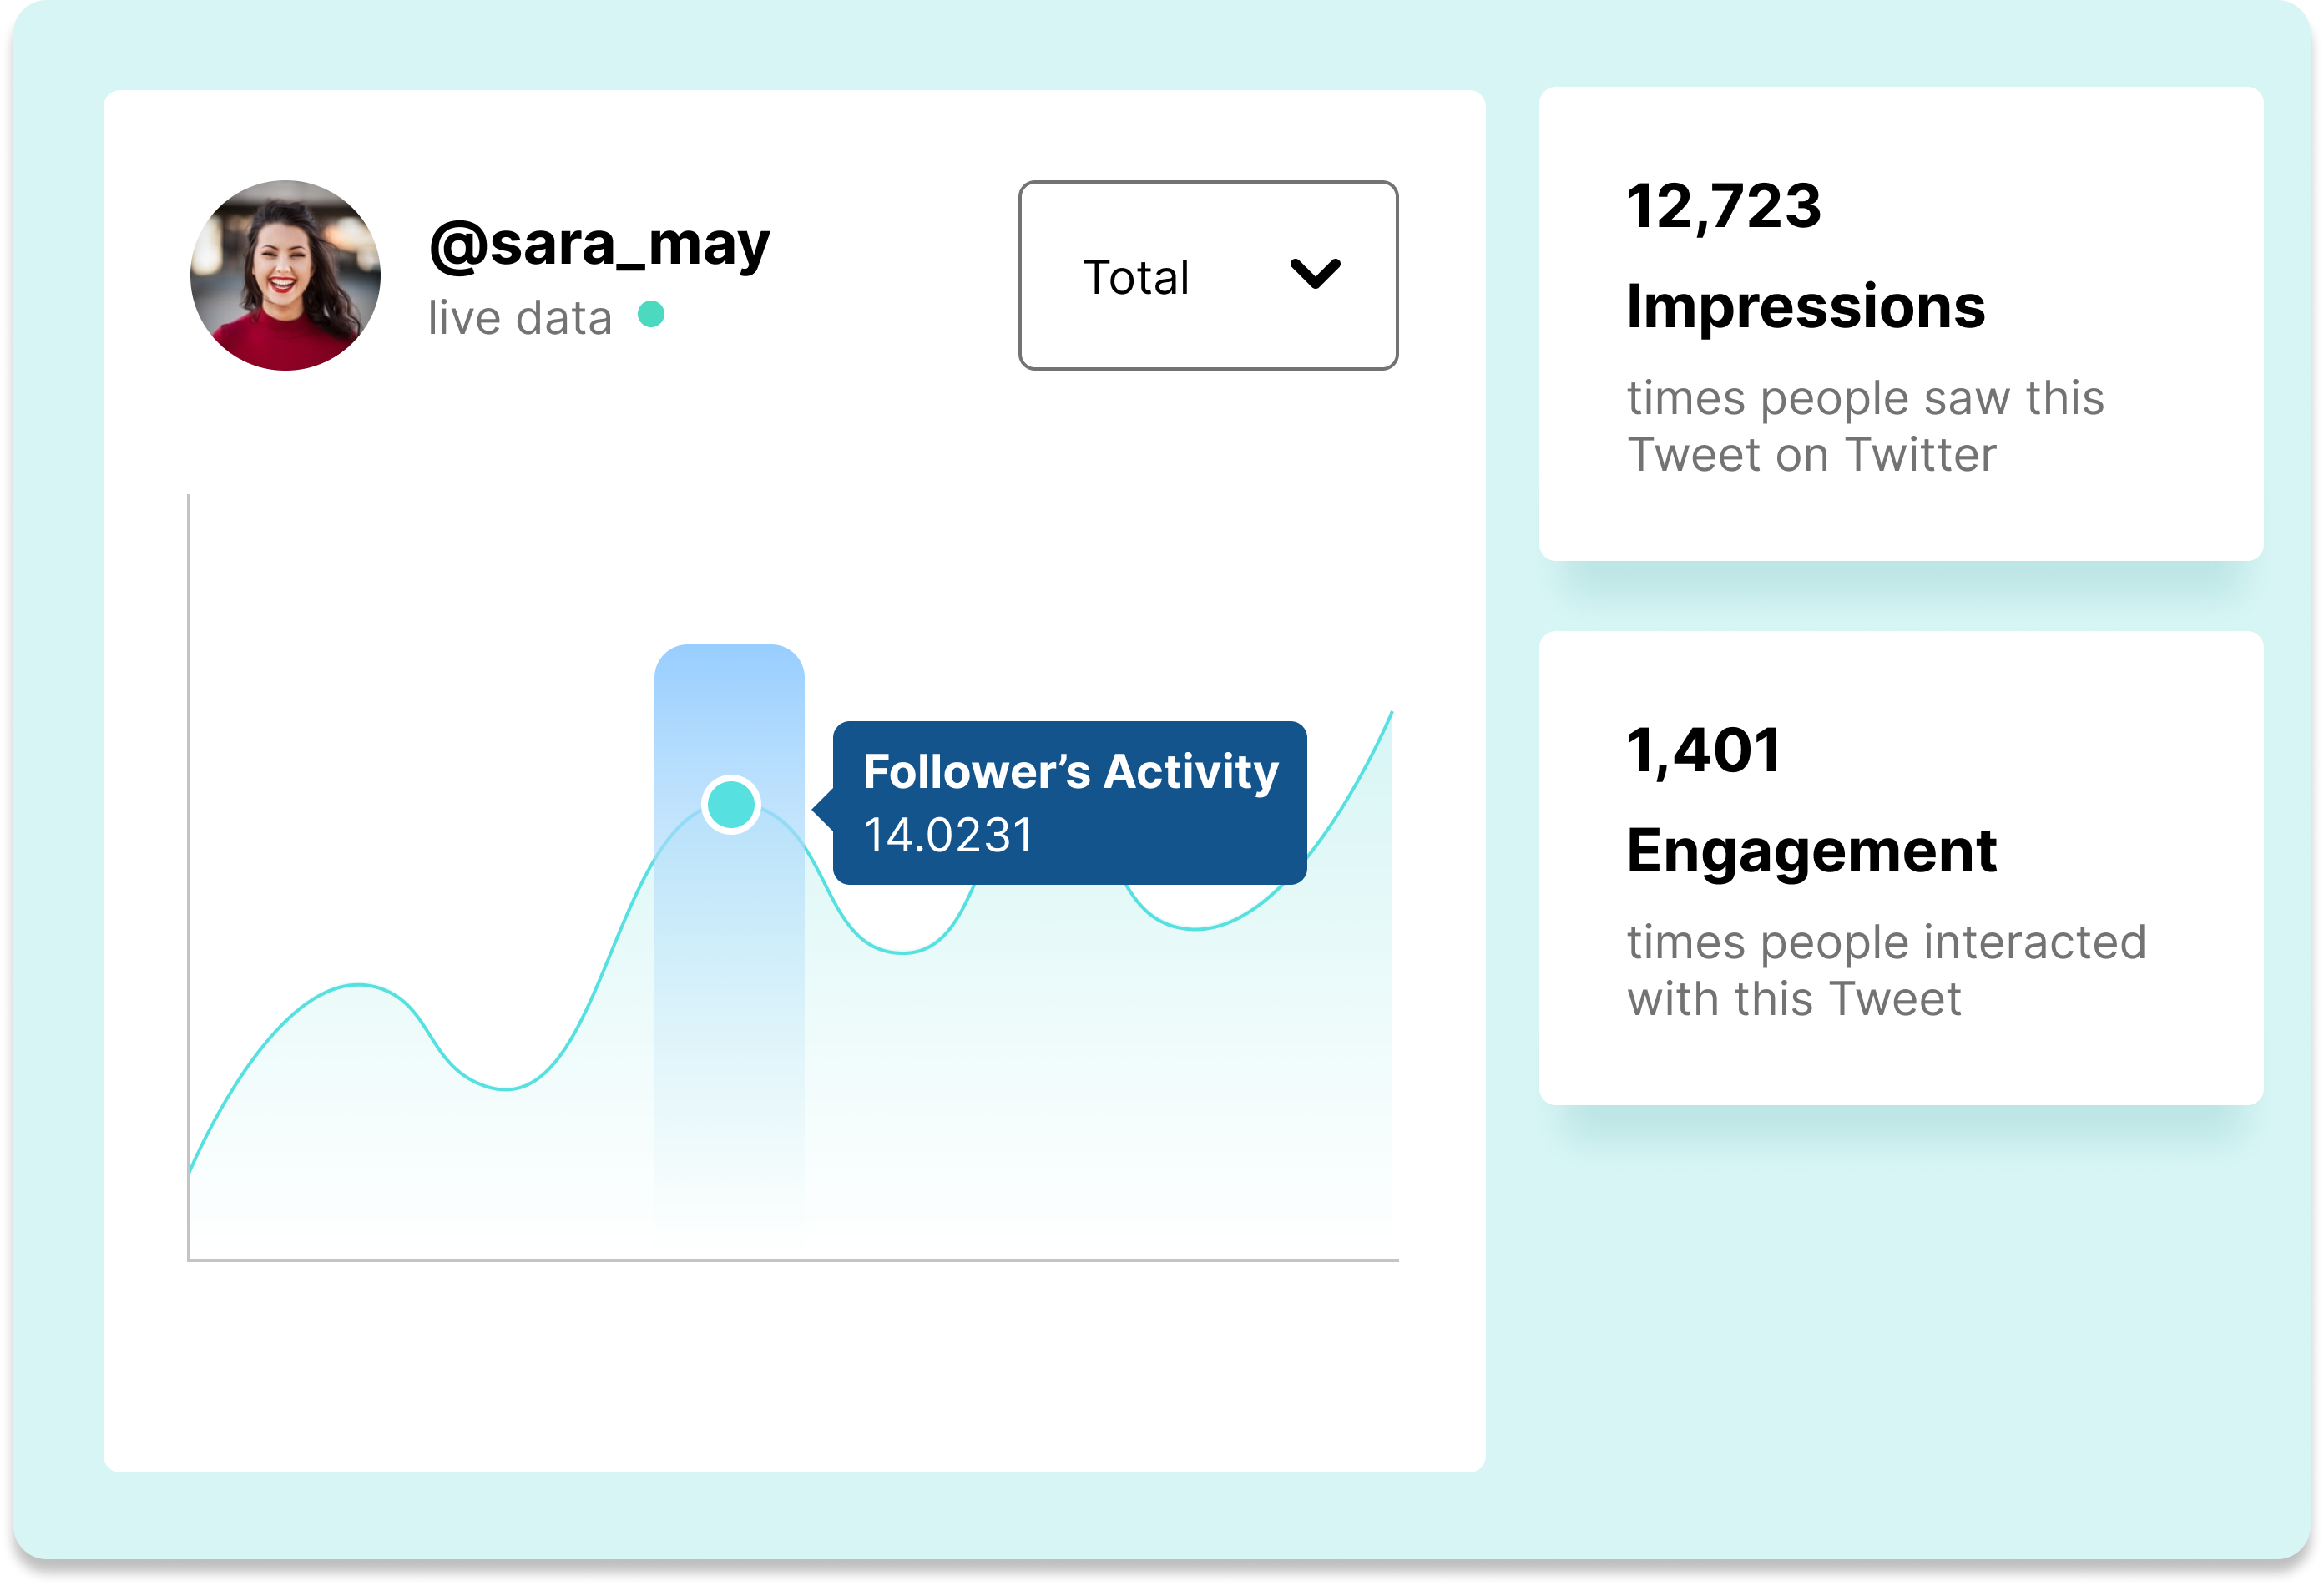 @sara_may
live data
Total
Follower’s Activity
14.0231
12,723
Impressions
times people saw this
Tweet on Twitter
1,401
Engagement
times people interacted
with this Tweet